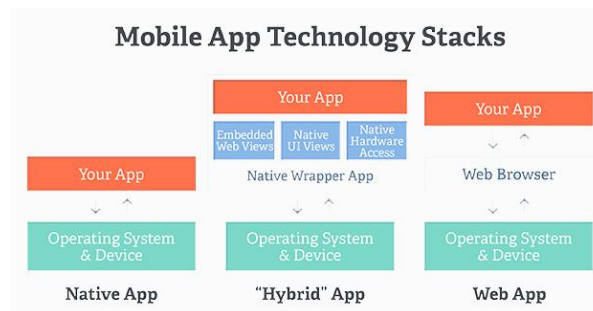 Mobile App Technology Stacks
Your App
Operating System
& Device
Native App
Your App
Embedded
Web Views
Native
UI Views
Native
Hardware
Access
Native Wrapper App
Operating System
& Device
"Hybrid" App
Your App
Web Browser
Operating System
& Device
Web App